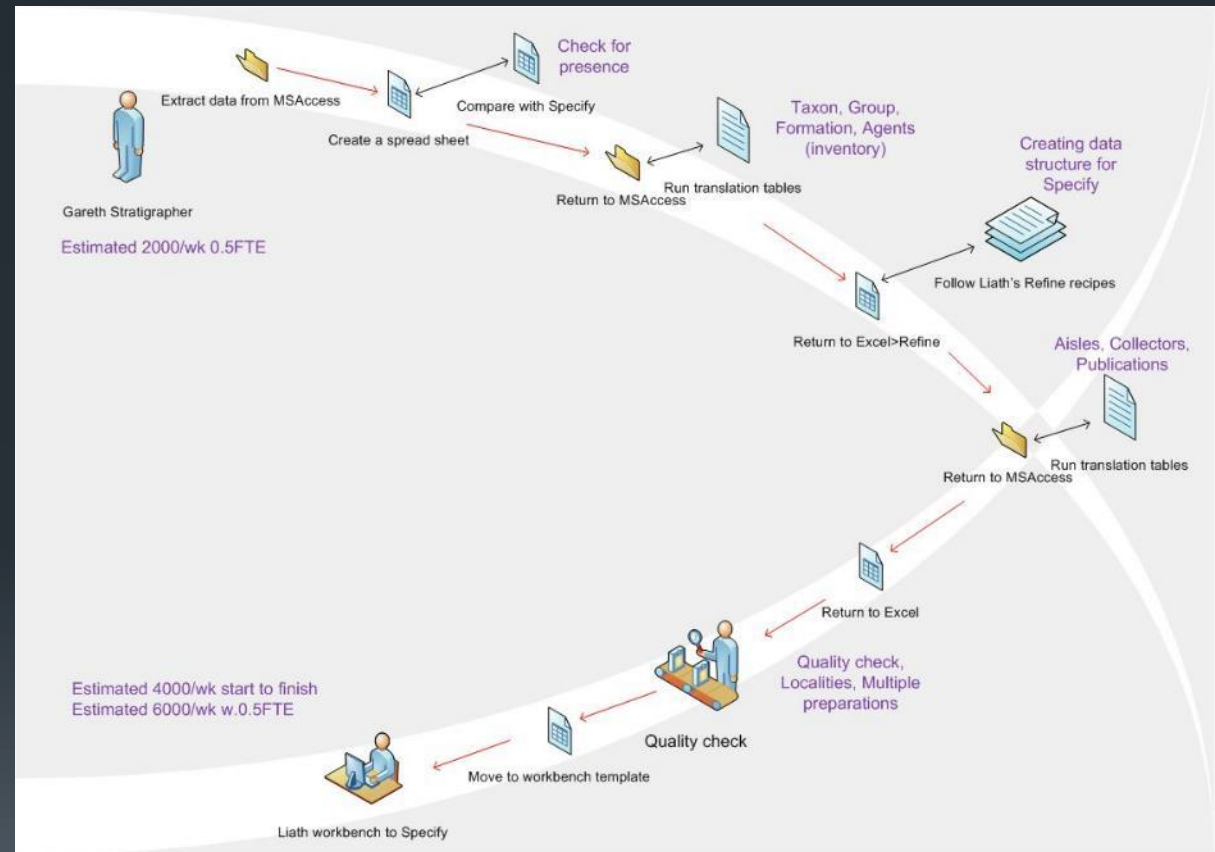 Check for
presence
Extract data from MSAccess
Compare with Specify
Create a spread sheet
Taxon, Group,
Formation, Agents
(inventory)
Run translation tables
Return to MSAccess
Gareth Stratigrapher
Estimated 2000/wk 0.5FTE
Creating data
structure for
Specify
Follow Liath's Refine recipes
Return to Excel>Refine
Aisles, Collectors,
Publications
Run translation tables
Return to MSAccess
Return to Excel
Quality check,
Localities, Multiple
preparations
Quality check
Estimated 4000/wk start to finish
Estimated 6000/wk w.0.5FTE
Move to workbench template
Liath workbench to Specify